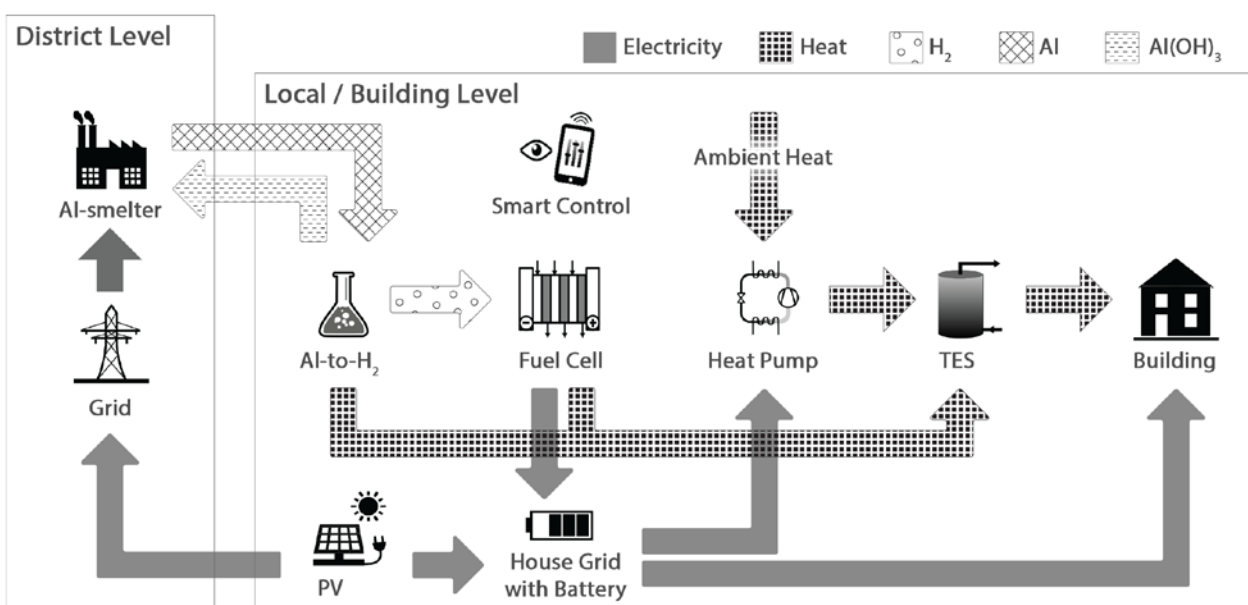 District Level
Electricity
Heat
H₂
Al
Al(OH)₃
Local / Building Level
Ambient Heat
Al-smelter
Smart Control
Al-to-H₂
Fuel Cell
Heat Pump
TES
Building
Grid
PV
House Grid
with Battery